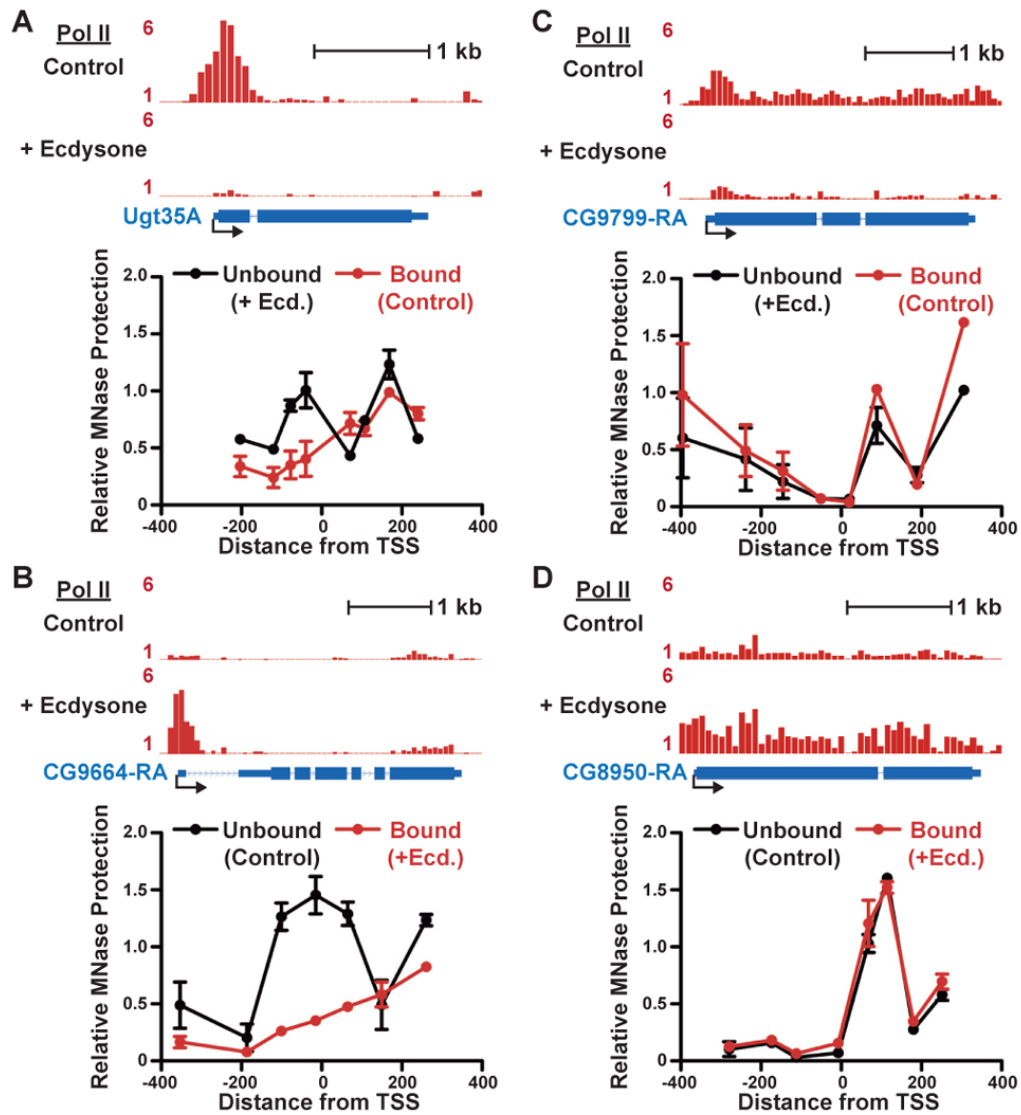 A
Pol II
Control
6
1
1 kb
+ Ecdysone
6
1
Ugt35A
Unbound
(+ Ecd.)
Bound
(Control)
Relative MNase Protection
2.0
1.5
1.0
0.5
0
-400
-200
0
200
400
Distance from TSS
B
Pol II
Control
6
1
1 kb
+ Ecdysone
6
1
CG9664-RA
Unbound
(Control)
Bound
(+Ecd.)
Relative MNase Protection
2.0
1.5
1.0
0.5
0
-400
-200
0
200
400
Distance from TSS
C
Pol II
Control
6
1
1 kb
+ Ecdysone
6
1
CG9799-RA
Unbound
(+Ecd.)
Bound
(Control)
Relative MNase Protection
2.0
1.5
1.0
0.5
0
-400
-200
0
200
400
Distance from TSS
D
Pol II
Control
6
1
1 kb
+ Ecdysone
6
1
CG8950-RA
Unbound
(Control)
Bound
(+Ecd.)
Relative MNase Protection
2.0
1.5
1.0
0.5
0
-400
-200
0
200
400
Distance from TSS